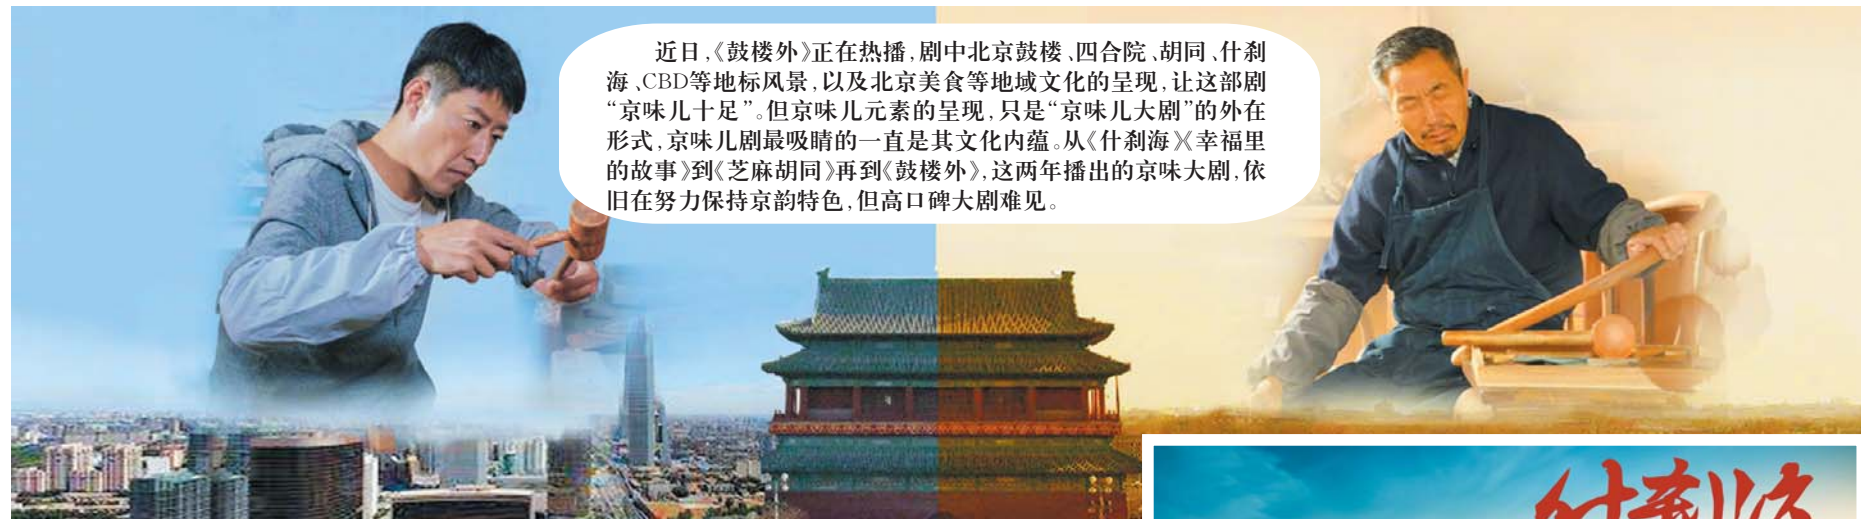 近日,《鼓楼外》正在热播,剧中北京鼓楼、四合院、胡同、什刹
海、CBD等地标风景,以及北京美食等地域文化的呈现,让这部剧
“京味儿十足”。但京味儿元素的呈现,只是“京味儿大剧”的外在
形式,京味儿剧最吸睛的一直是其文化内蕴。从《什刹海》《幸福里
的故事》到《芝麻胡同》再到《鼓楼外》,这两年播出的京味大剧,依
旧在努力保持京韵特色,但高口碑大剧难见。
什刹海